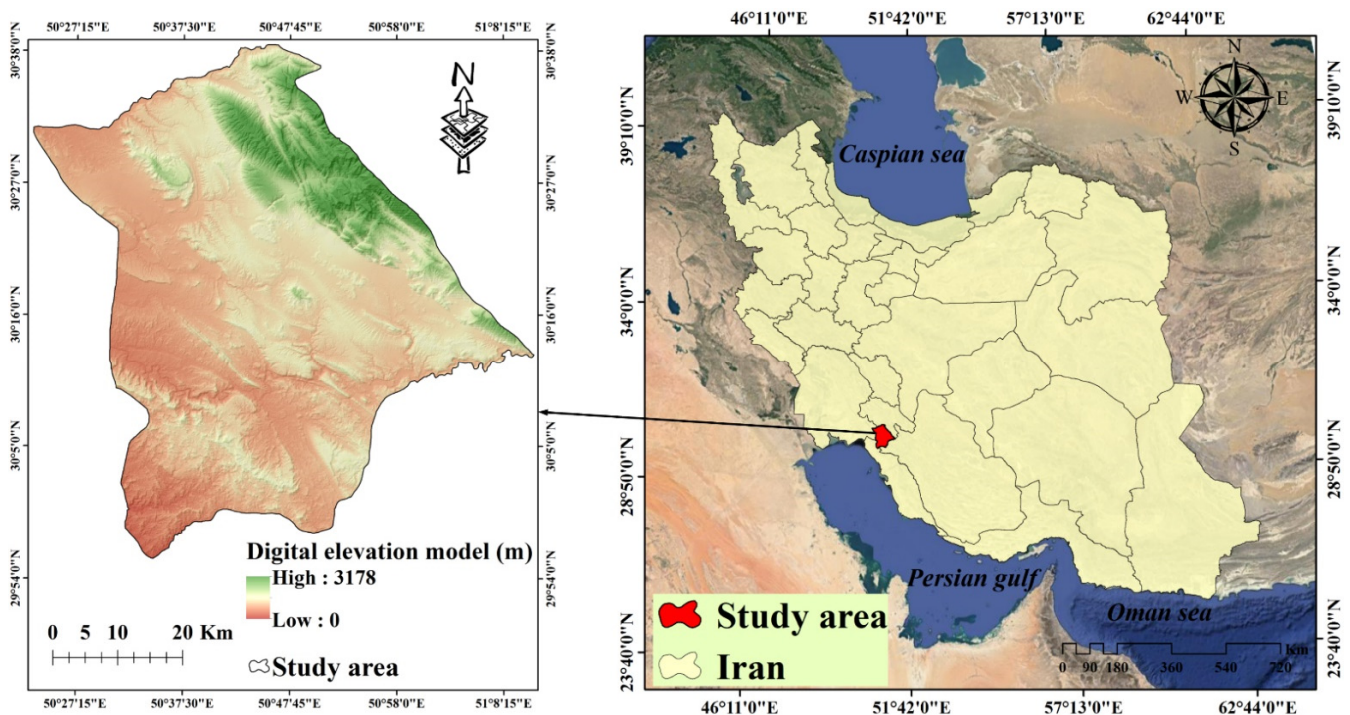 50°27'15"E 50°37'30"E 50°47'45"E 50°58'0"E 51°8'15"E
30°38'0"N
30°27'0"N
30°16'0"N
30°5'0"N
29°54'0"N
N
30°38'0"N
30°27'0"N
30°16'0"N
30°5'0"N
29°54'0"N
Digital elevation model (m)
High : 3178
Low : 0
0 5 10 20 Km
Study area
50°27'15"E 50°37'30"E 50°47'45"E 50°58'0"E 51°8'15"E
46°11'0"E 51°42'0"E 57°13'0"E 62°44'0"E
39°10'0"N
34°0'0"N
28°50'0"N
23°40'0"N
N
W E
S
Caspian sea
Persian gulf
Oman sea
Study area
Iran
Km
0 90 180 360 540 720
39°10'0"N
34°0'0"N
28°50'0"N
23°40'0"N
46°11'0"E 51°42'0"E 57°13'0"E 62°44'0"E